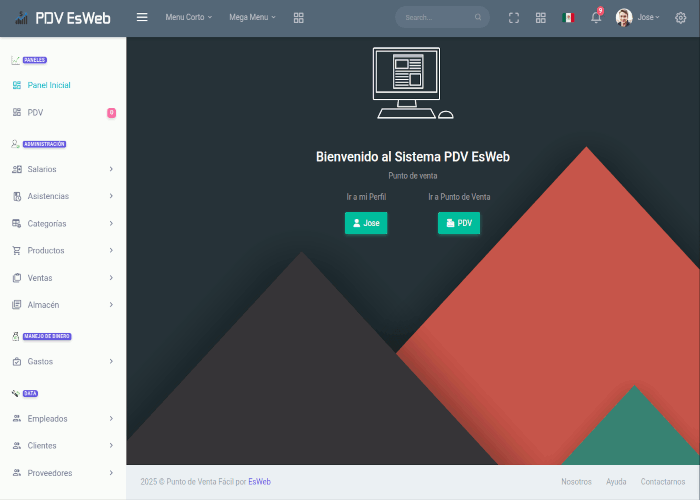 PDV EsWeb
Menu Corto
Mega Menu
Search...
9
Jose
PANELES
Panel Inicial
PDV
ADMINISTRACIÓN
Salarios
Asistencias
Categorías
Productos
Ventas
Almacén
MANEJO DE DINERO
Gastos
DATA
Empleados
Clientes
Proveedores
Bienvenido al Sistema PDV EsWeb
Punto de venta
Ir a mi Perfil
Ir a Punto de Venta
Jose
PDV
2025 © Punto de Venta Fácil por EsWeb
Nosotros
Ayuda
Contactarnos